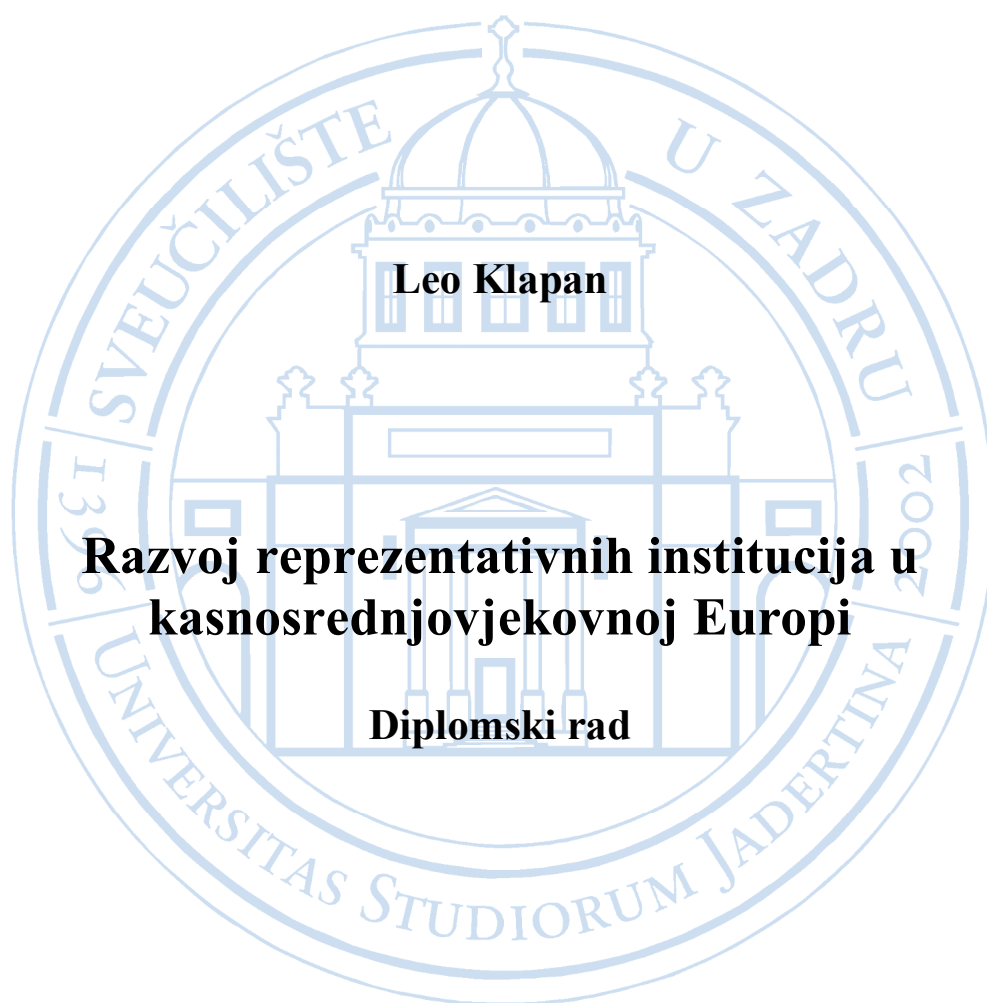 Leo Klapan
Razvoj reprezentativnih institucija u
kasnosrednjovjekovnoj Europi
Diplomski rad
SVEUČILIŠTE U ZADRU
1396
2002
UNIVERSITAS STUDIORUM JADERTINA